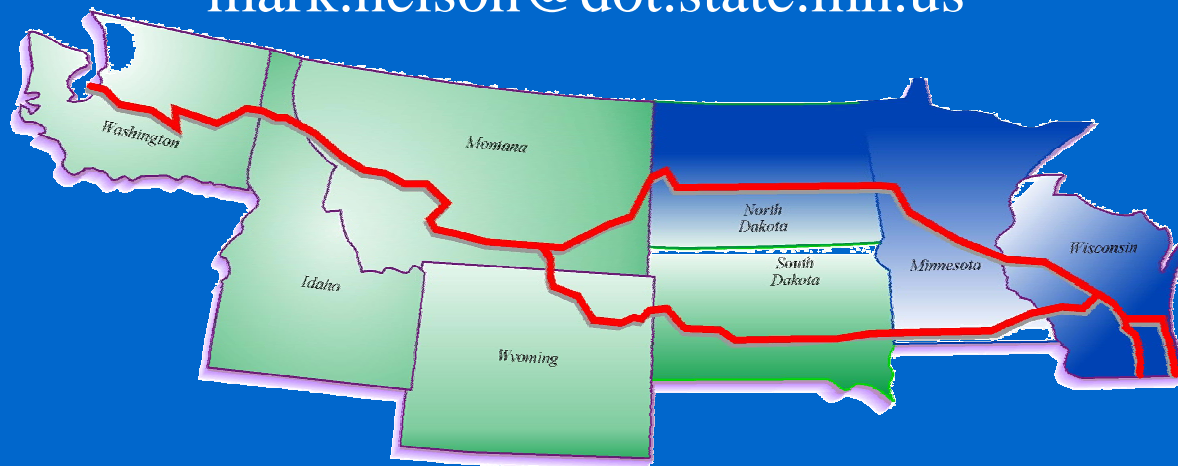 mark.nelson@dot.state.mn.us
Washington
Montana
North
Dakota
Wisconsin
South
Dakota
Minnesota
Idaho
Wyoming